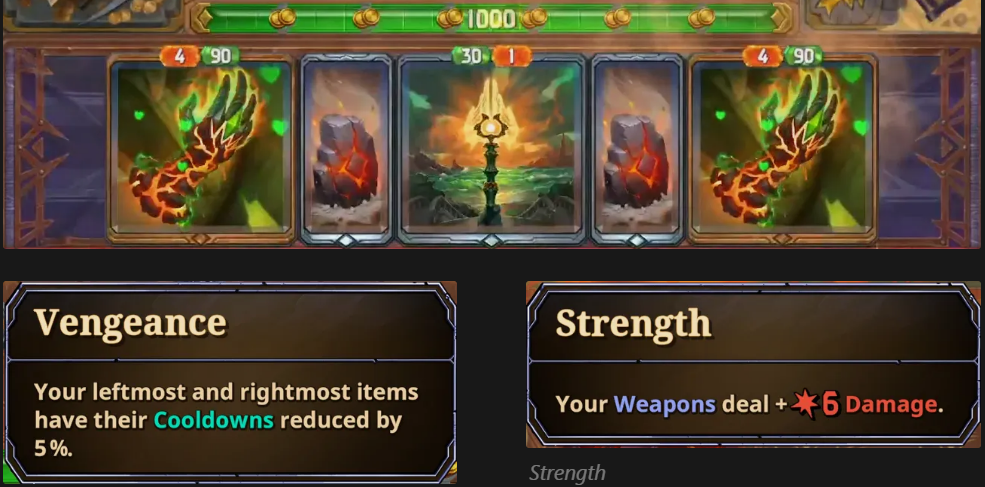 1000
4 90 30 1 4 90
Vengeance
Your leftmost and rightmost items
have their Cooldowns reduced by
5%.
Strength
Your Weapons deal + 6 Damage.
Strength